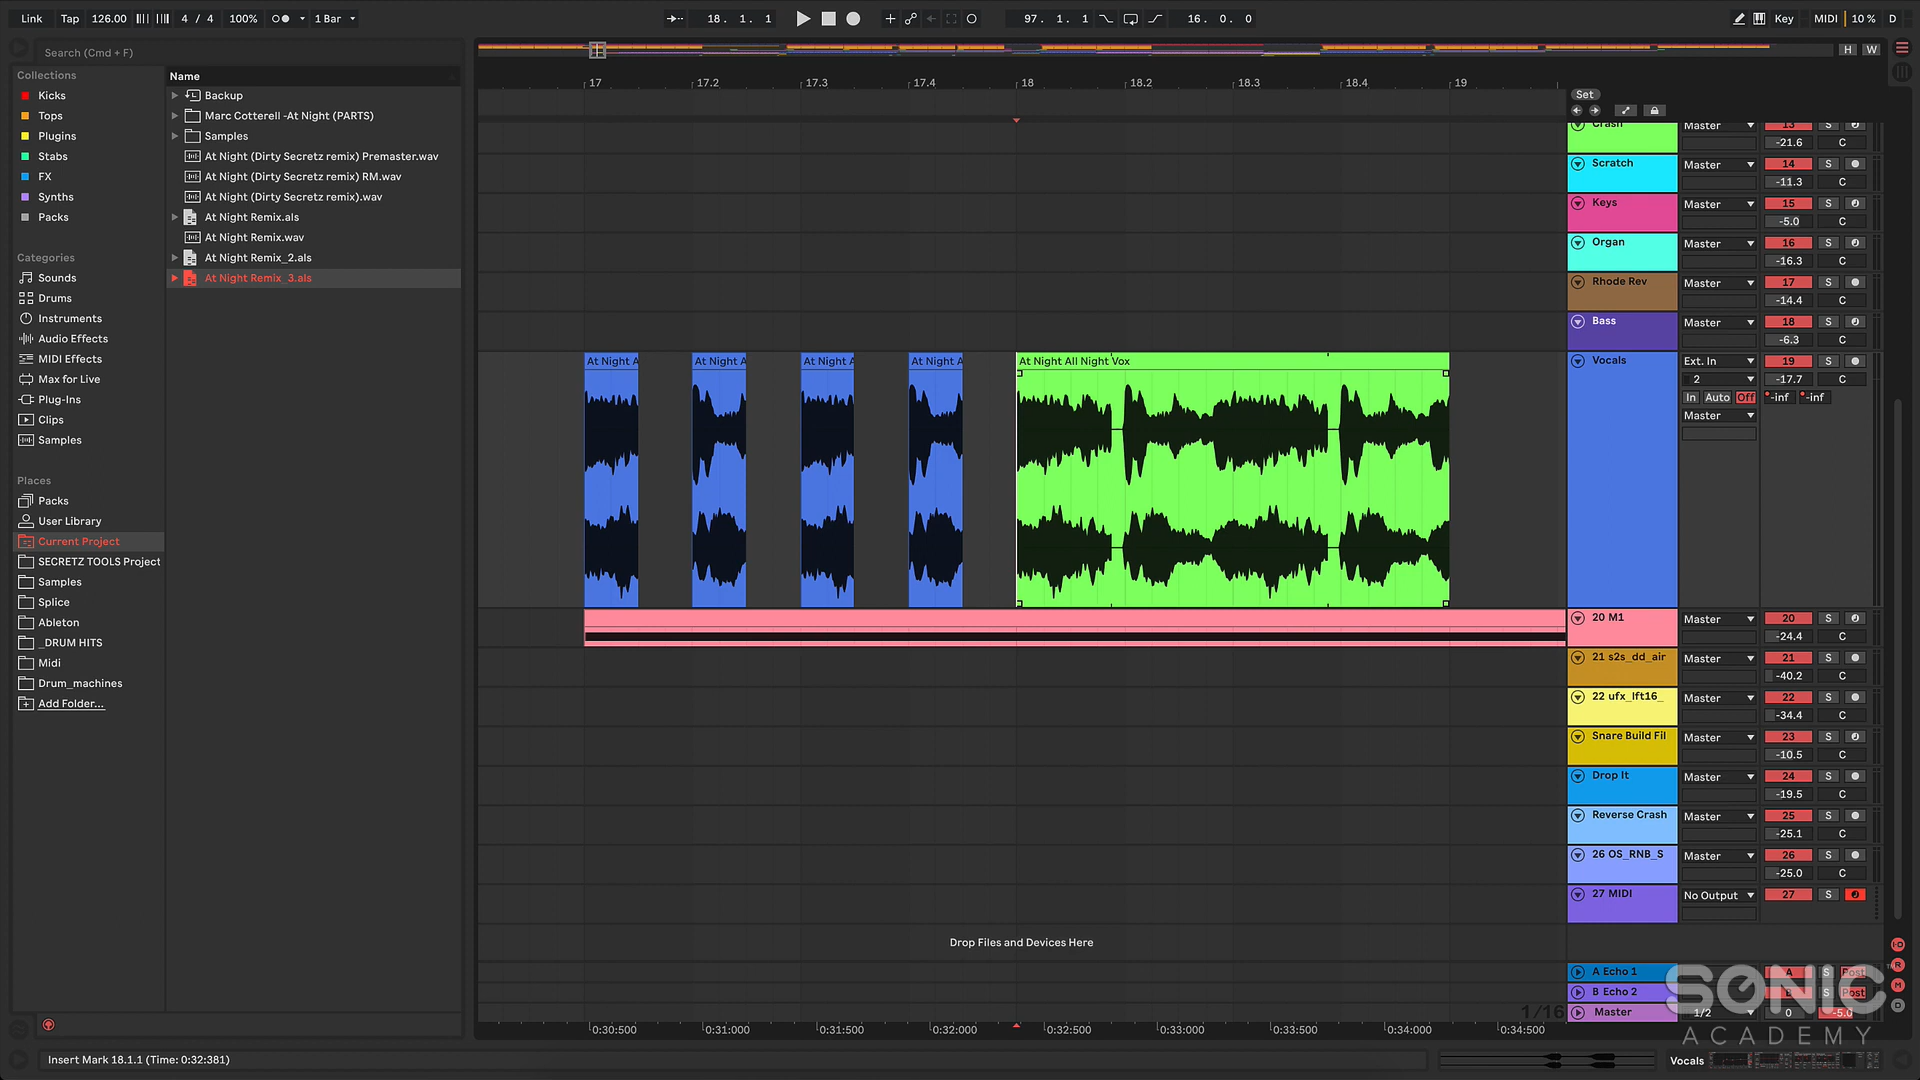 Link Tap 126.00 4 / 4 100% 1 Bar 18. 1. 1 97. 1. 1 16. 0. 0 Key MIDI 10 % D
Search (Cmd + F)
H W
Collections
Kicks
Tops
Plugins
Stabs
FX
Synths
Packs
Categories
Sounds
Drums
Instruments
Audio Effects
MIDI Effects
Max for Live
Plug-Ins
Clips
Samples
Places
Packs
User Library
Current Project
SECRETZ TOOLS Project
Samples
Splice
Ableton
_DRUM HITS
Midi
Drum_machines
Add Folder...
Name
Backup
Marc Cotterell -At Night (PARTS)
Samples
At Night (Dirty Secretz remix) Premaster.wav
At Night (Dirty Secretz remix) RM.wav
At Night (Dirty Secretz remix).wav
At Night Remix.als
At Night Remix.wav
At Night Remix_2.als
At Night Remix_3.als
17 17.2 17.3 17.4 18 18.2 18.3 18.4 19
Set
Crash Master 13 S
-21.6 C
Scratch Master 14 S
-11.3 C
Keys Master 15 S
-5.0 C
Organ Master 16 S
-16.3 C
Rhode Rev Master 17 S
-14.4 C
Bass Master 18 S
-6.3 C
At Night A At Night A At Night A At Night A At Night All Night Vox
Vocals Ext. In 19 S
2 -17.7 C
In Auto Off -inf -inf
Master
20 M1 Master 20 S
-24.4 C
21 s2s_dd_air Master 21 S
-40.2 C
22 ufx_lft16_ Master 22 S
-34.4 C
Snare Build Fil Master 23 S
-10.5 C
Drop It Master 24 S
-19.5 C
Reverse Crash Master 25 S
-25.1 C
26 OS_RNB_S Master 26 S
-25.0 C
27 MIDI No Output 27 S
Drop Files and Devices Here
A Echo 1 A S Post
B Echo 2 B S Post
1/16 Master 1/2 0 -5.0
SONIC
ACADEMY
0:30:500 0:31:000 0:31:500 0:32:000 0:32:500 0:33:000 0:33:500 0:34:000 0:34:500
Insert Mark 18.1.1 (Time: 0:32:381)
Vocals